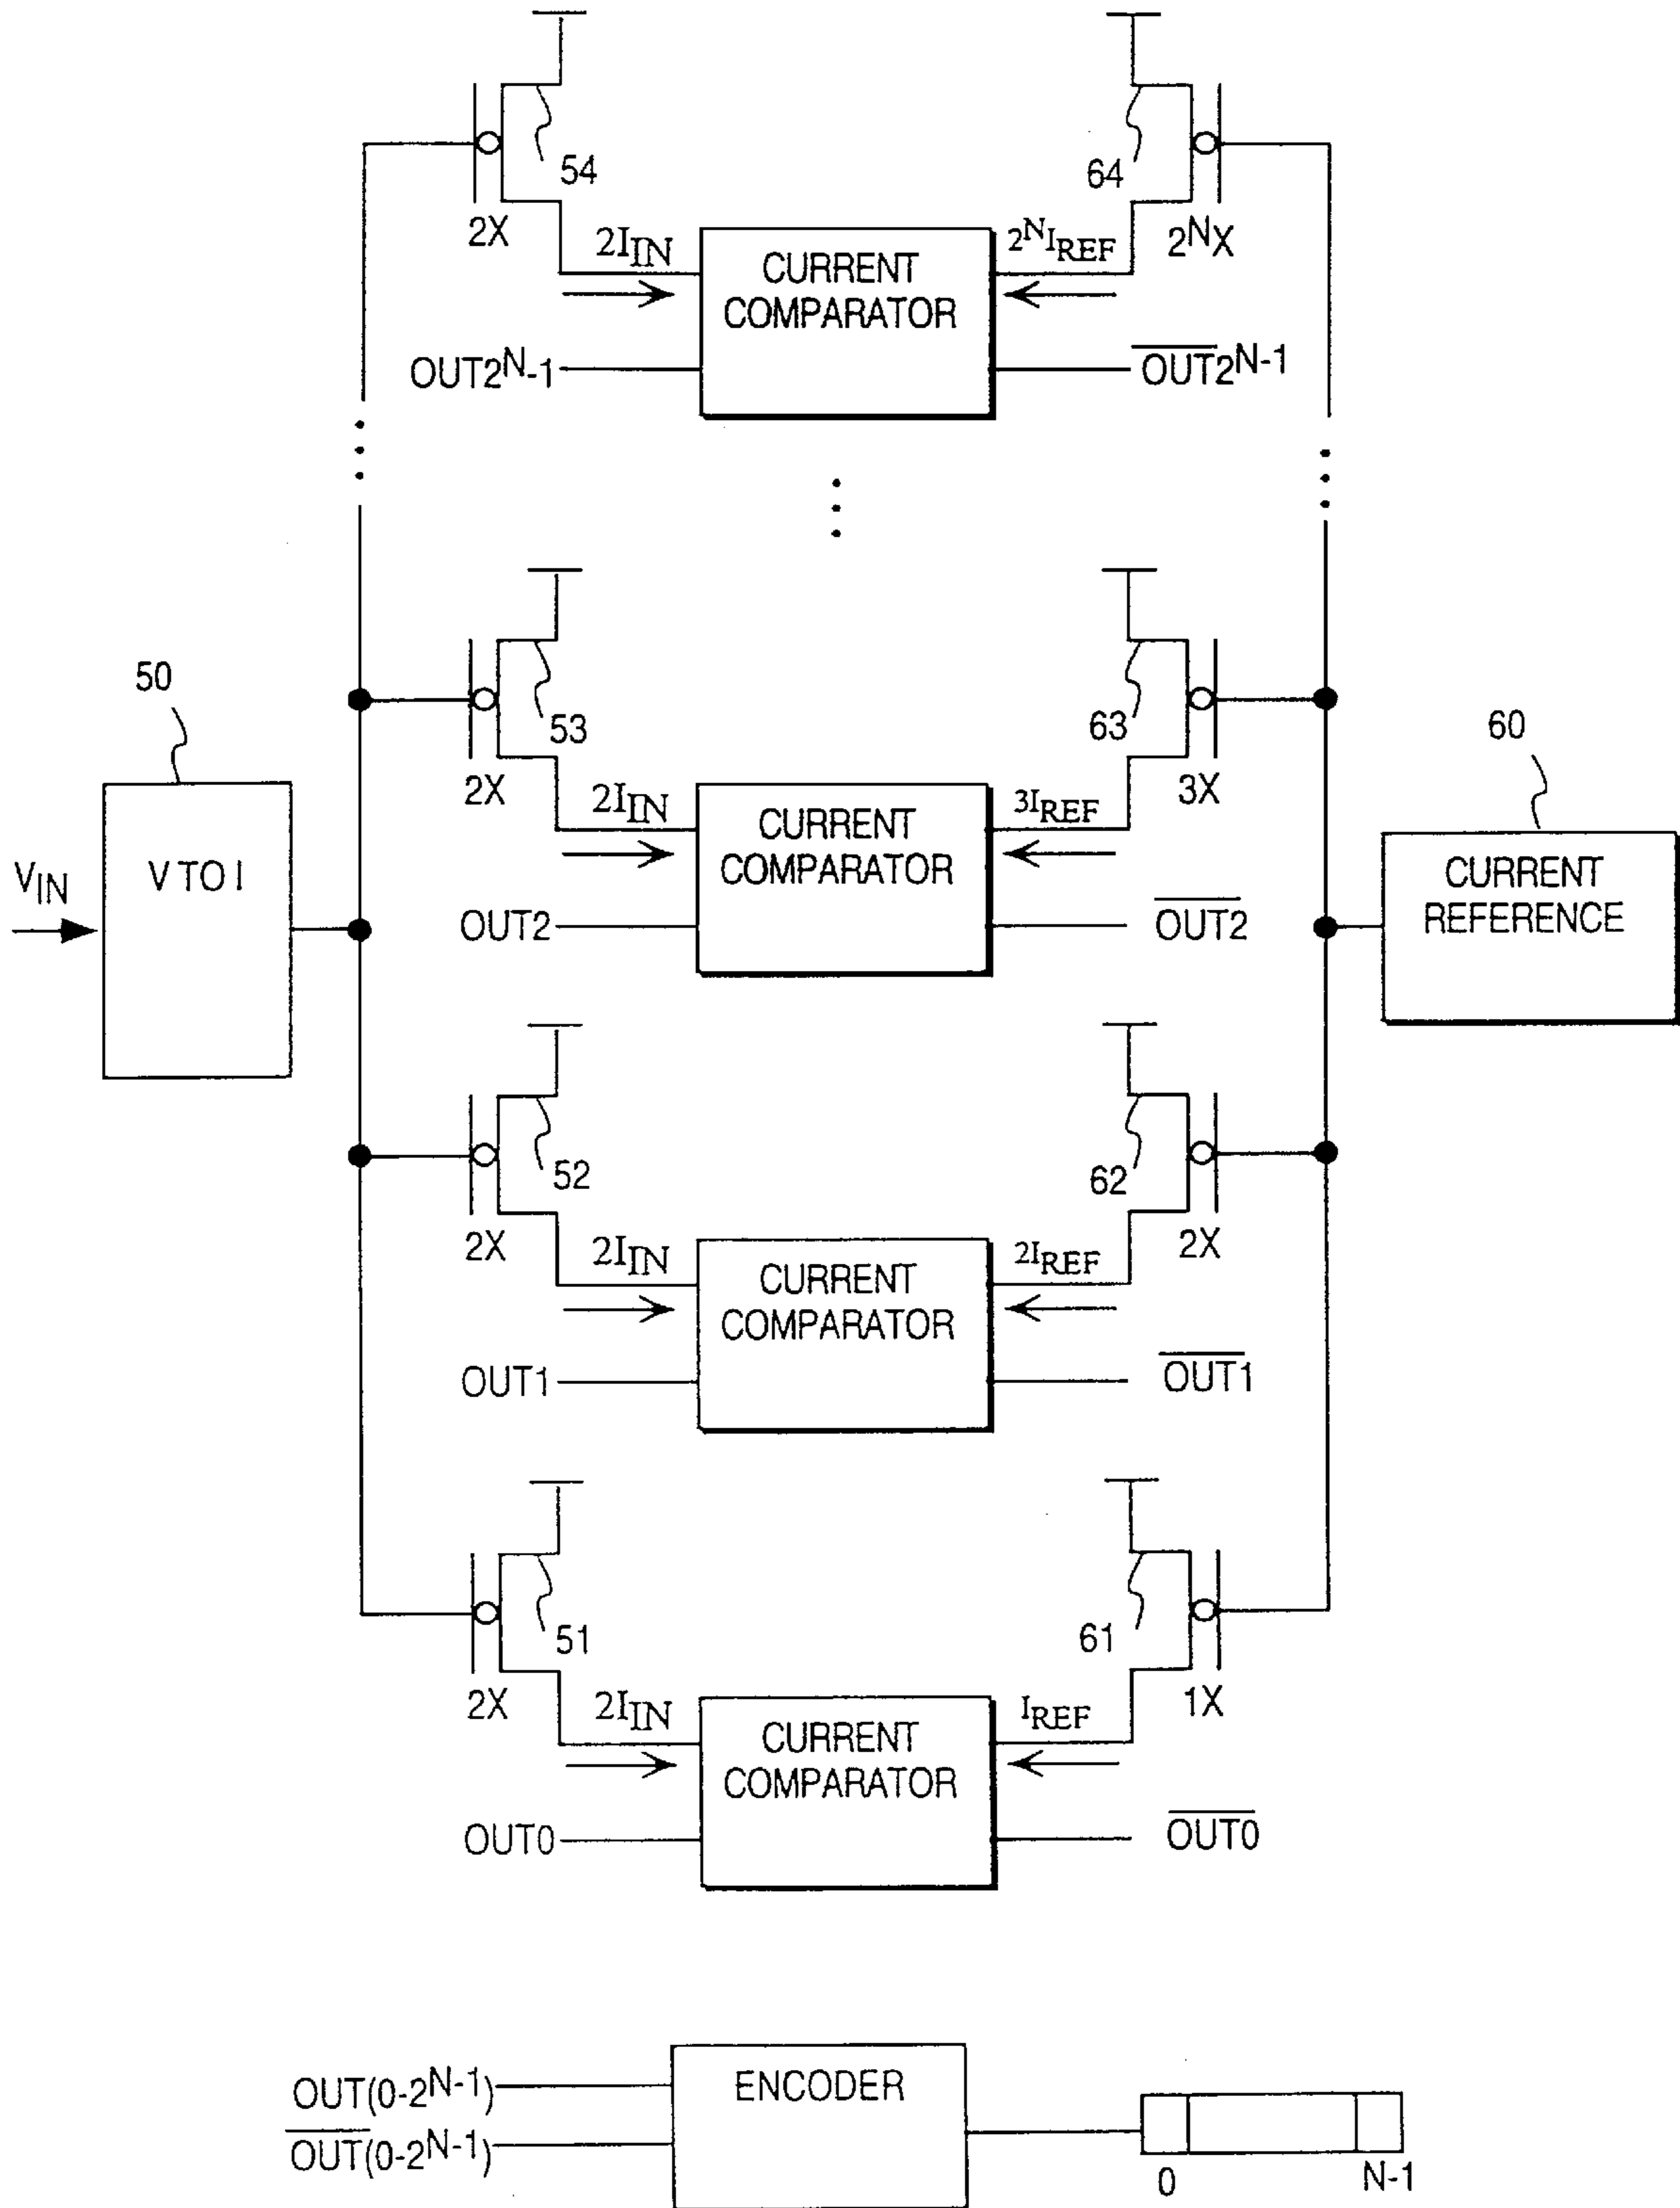 54
64
2X
2IIN
2NIREF
2NX
CURRENT
COMPARATOR
OUT2N-1
OUT2N-1
50
53
63
60
2X
2IIN
3IREF
3X
CURRENT
COMPARATOR
VIN
V TO I
CURRENT
REFERENCE
OUT2
OUT2
52
62
2X
2IIN
2IREF
2X
CURRENT
COMPARATOR
OUT1
OUT1
51
61
2X
2IIN
IREF
1X
CURRENT
COMPARATOR
OUT0
OUT0
ENCODER
OUT(0-2N-1)
OUT(0-2N-1)
0
N-1